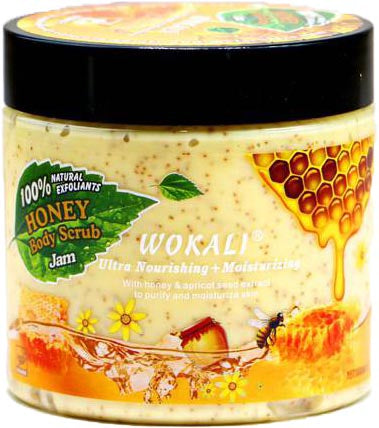 100% NATURAL
EXFOLIANTS
HONEY
Body Scrub
Jam
WOKALI®
Ultra Nourishing+Moisturizing
With honey & apricot seed extract
to purify and moisturize skin